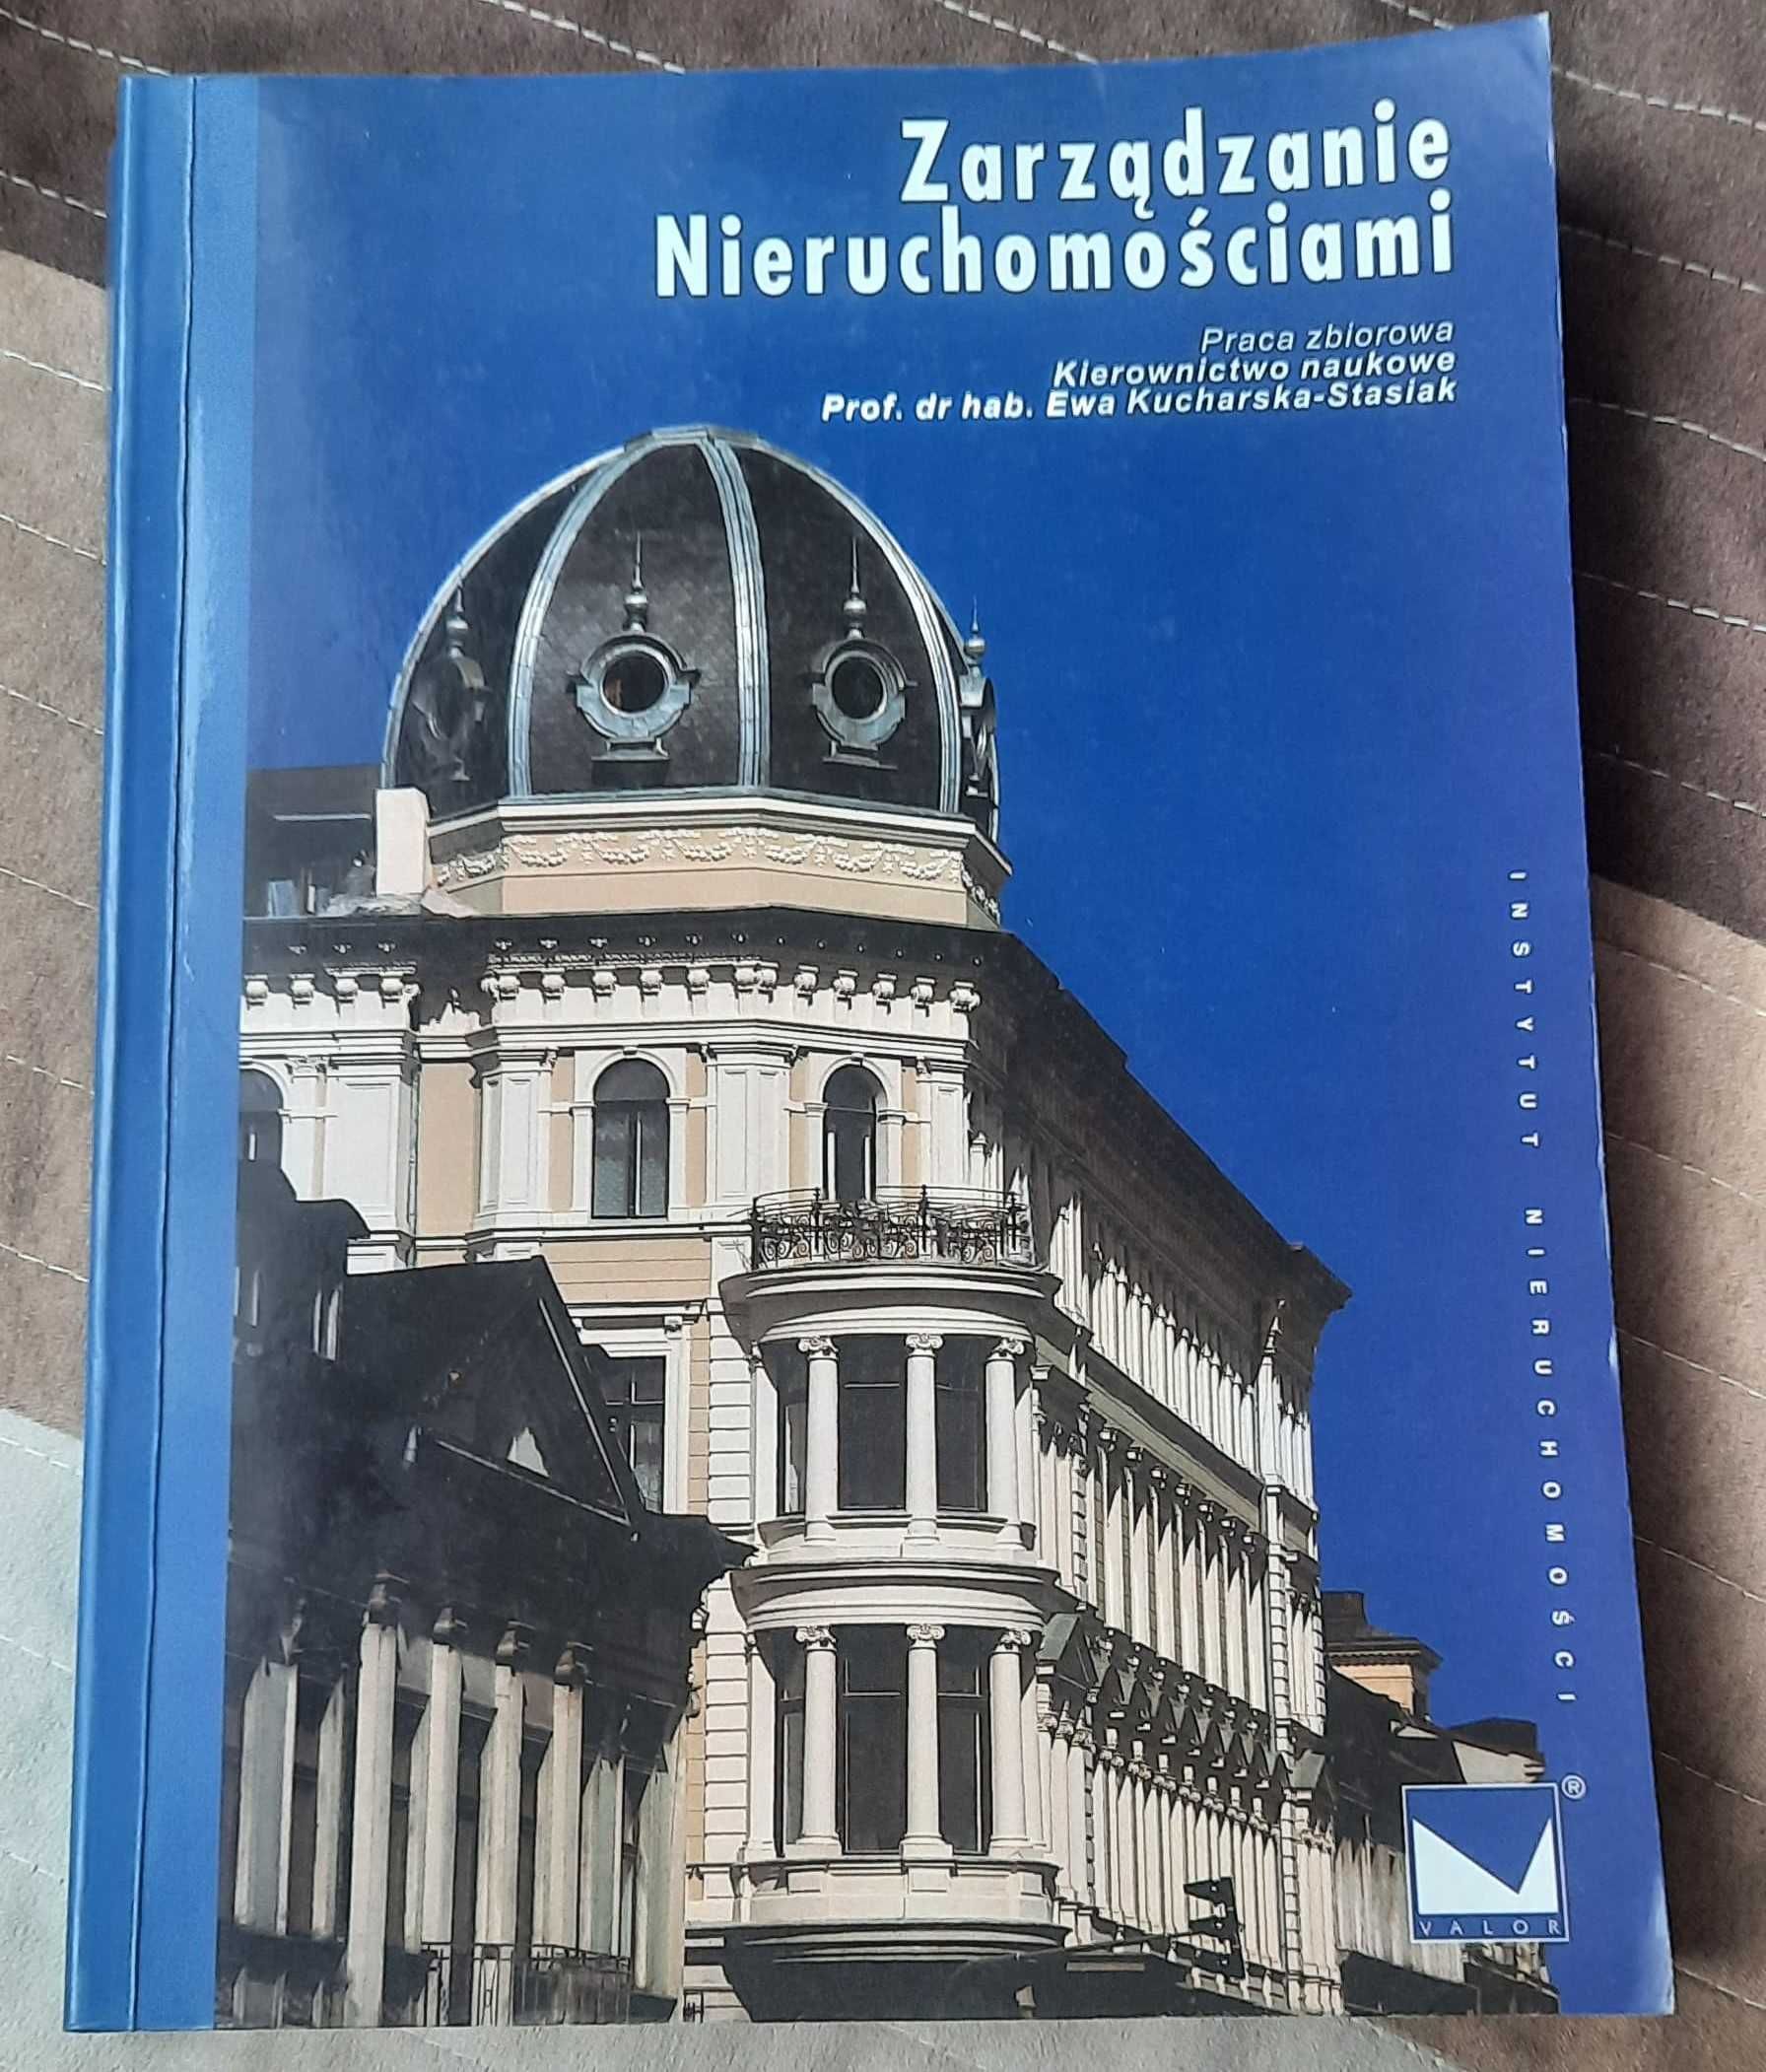 Zarządzanie
Nieruchomościami
Praca zbiorowa
Kierownictwo naukowe
Prof. dr hab. Ewa Kucharska-Stasiak
INSTYTUT NIERUCHOMOŚCI
®
VALOR